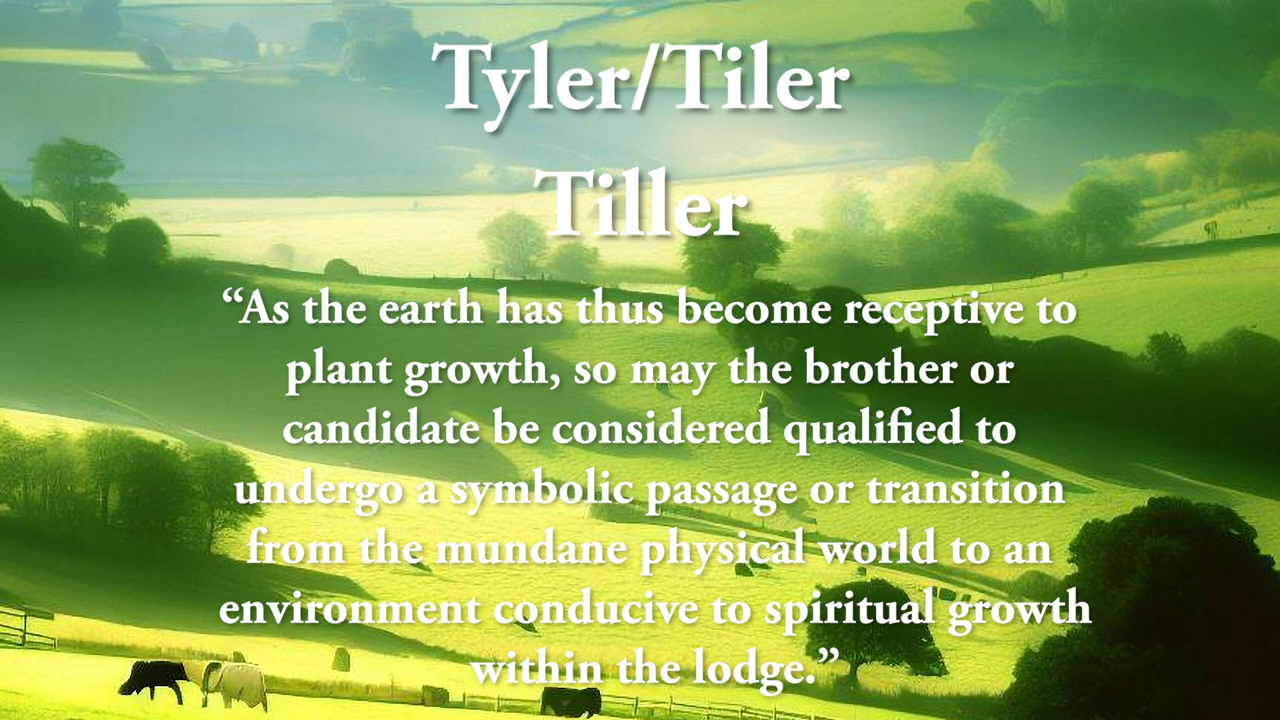 Tyler/Tiler
Tiller
“As the earth has thus become receptive to
plant growth, so may the brother or
candidate be considered qualified to
undergo a symbolic passage or transition
from the mundane physical world to an
environment conducive to spiritual growth
within the lodge.”